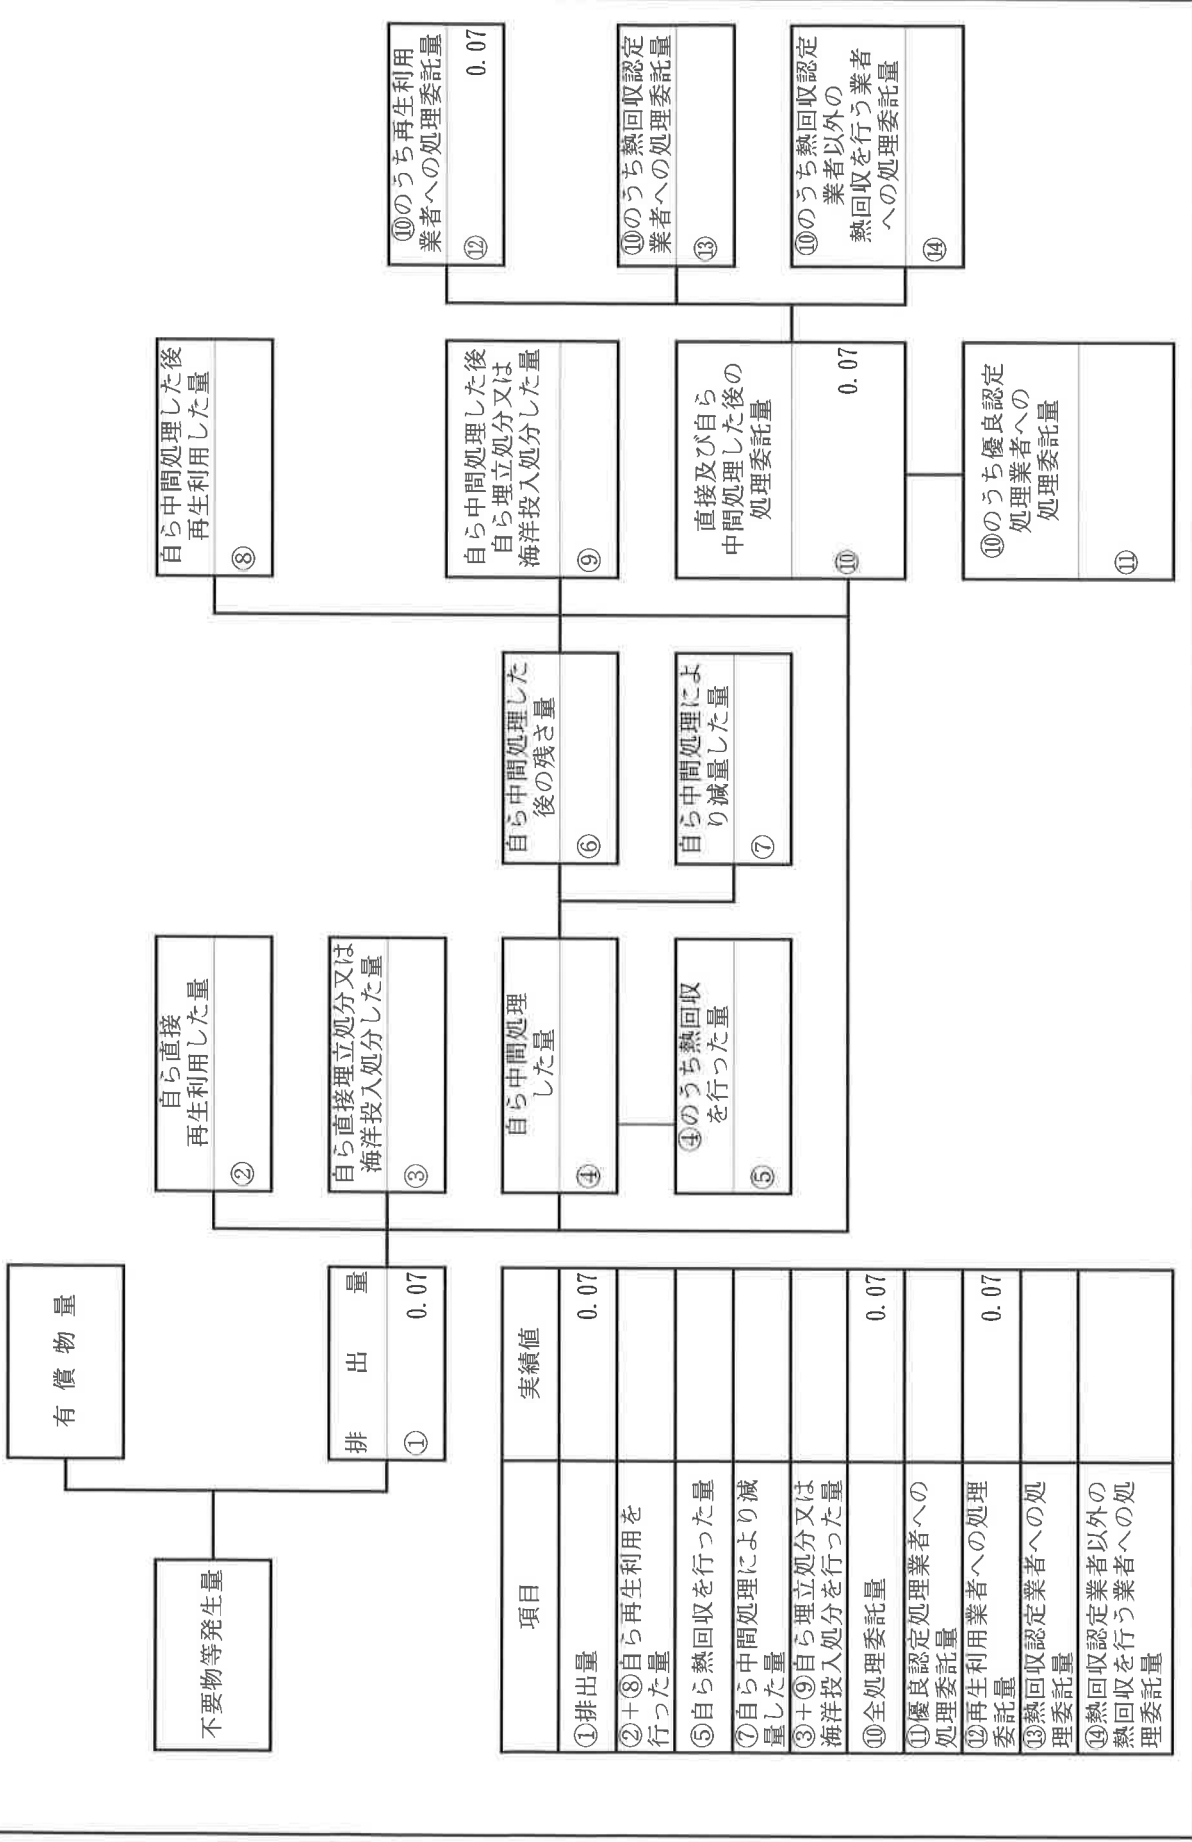 不要物等発生量
有 償 物 量
排 出 量
① 0.07
自ら直接
再生利用した量
②
自ら直接埋立処分又は
海洋投入処分した量
③
自ら中間処理
した量
④
④のうち熱回収
を行った量
⑤
自ら中間処理した
後の残さ量
⑥
自ら中間処理によ
り減量した量
⑦
自ら中間処理した後
再生利用した量
⑧
自ら中間処理した後
自ら埋立処分又は
海洋投入処分した量
⑨
直接及び自ら
中間処理した後の
処理委託量
⑩ 0.07
⑩のうち優良認定
処理業者への
処理委託量
⑪
⑩のうち再生利用
業者への処理委託量
⑫ 0.07
⑩のうち熱回収認定
業者への処理委託量
⑬
⑩のうち熱回収認定
業者以外の
熱回収を行う業者
への処理委託量
⑭
項目 実績値
①排出量 0.07
②+⑧自ら再生利用を
行った量
⑤自ら熱回収を行った量
⑦自ら中間処理により減
量した量
③+⑨自ら埋立処分又は
海洋投入処分を行った量
⑩全処理委託量 0.07
⑪優良認定処理業者への
処理委託量
⑫再生利用業者への処理
委託量 0.07
⑬熱回収認定業者への処
理委託量
⑭熱回収認定業者以外の
熱回収を行う業者への処
理委託量